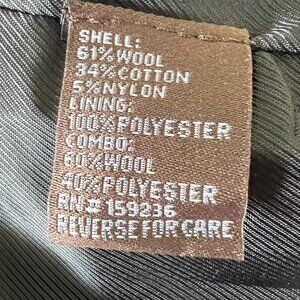 SHELL:
61% WOOL
34% COTTON
5% NYLON
LINING:
100% POLYESTER
COMBO:
60% WOOL
40% POLYESTER
RN# 159236
REVERSE FOR CARE